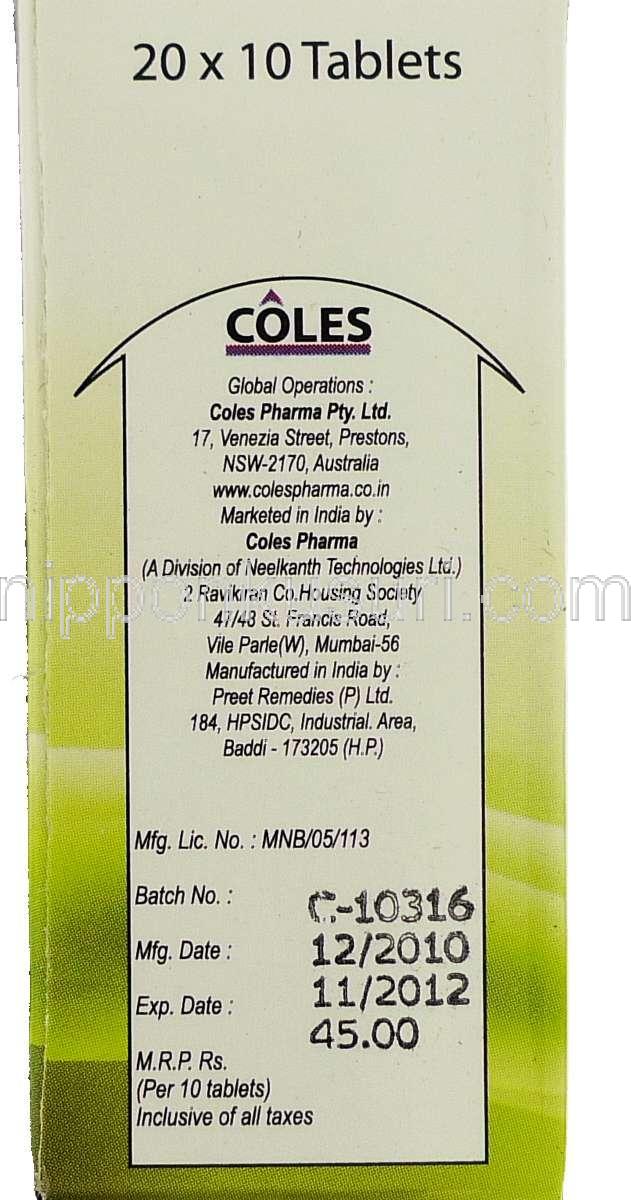 20 x 10 Tablets
CÔLES
Global Operations :
Coles Pharma Pty. Ltd.
17, Venezia Street, Prestons,
NSW-2170, Australia
www.colespharma.co.in
Marketed in India by :
Coles Pharma
(A Division of Neelkanth Technologies Ltd.)
2 Ravikiran Co.Housing Society
47/48 St. Francis Road,
Vile Parle(W), Mumbai-56
Manufactured in India by :
Preet Remedies (P) Ltd.
184, HPSIDC, Industrial. Area,
Baddi - 173205 (H.P.)
nipponkusuri.com
Mfg. Lic. No. : MNB/05/113
Batch No. : C-10316
Mfg. Date : 12/2010
Exp. Date : 11/2012
M.R.P. Rs. 45.00
(Per 10 tablets)
Inclusive of all taxes